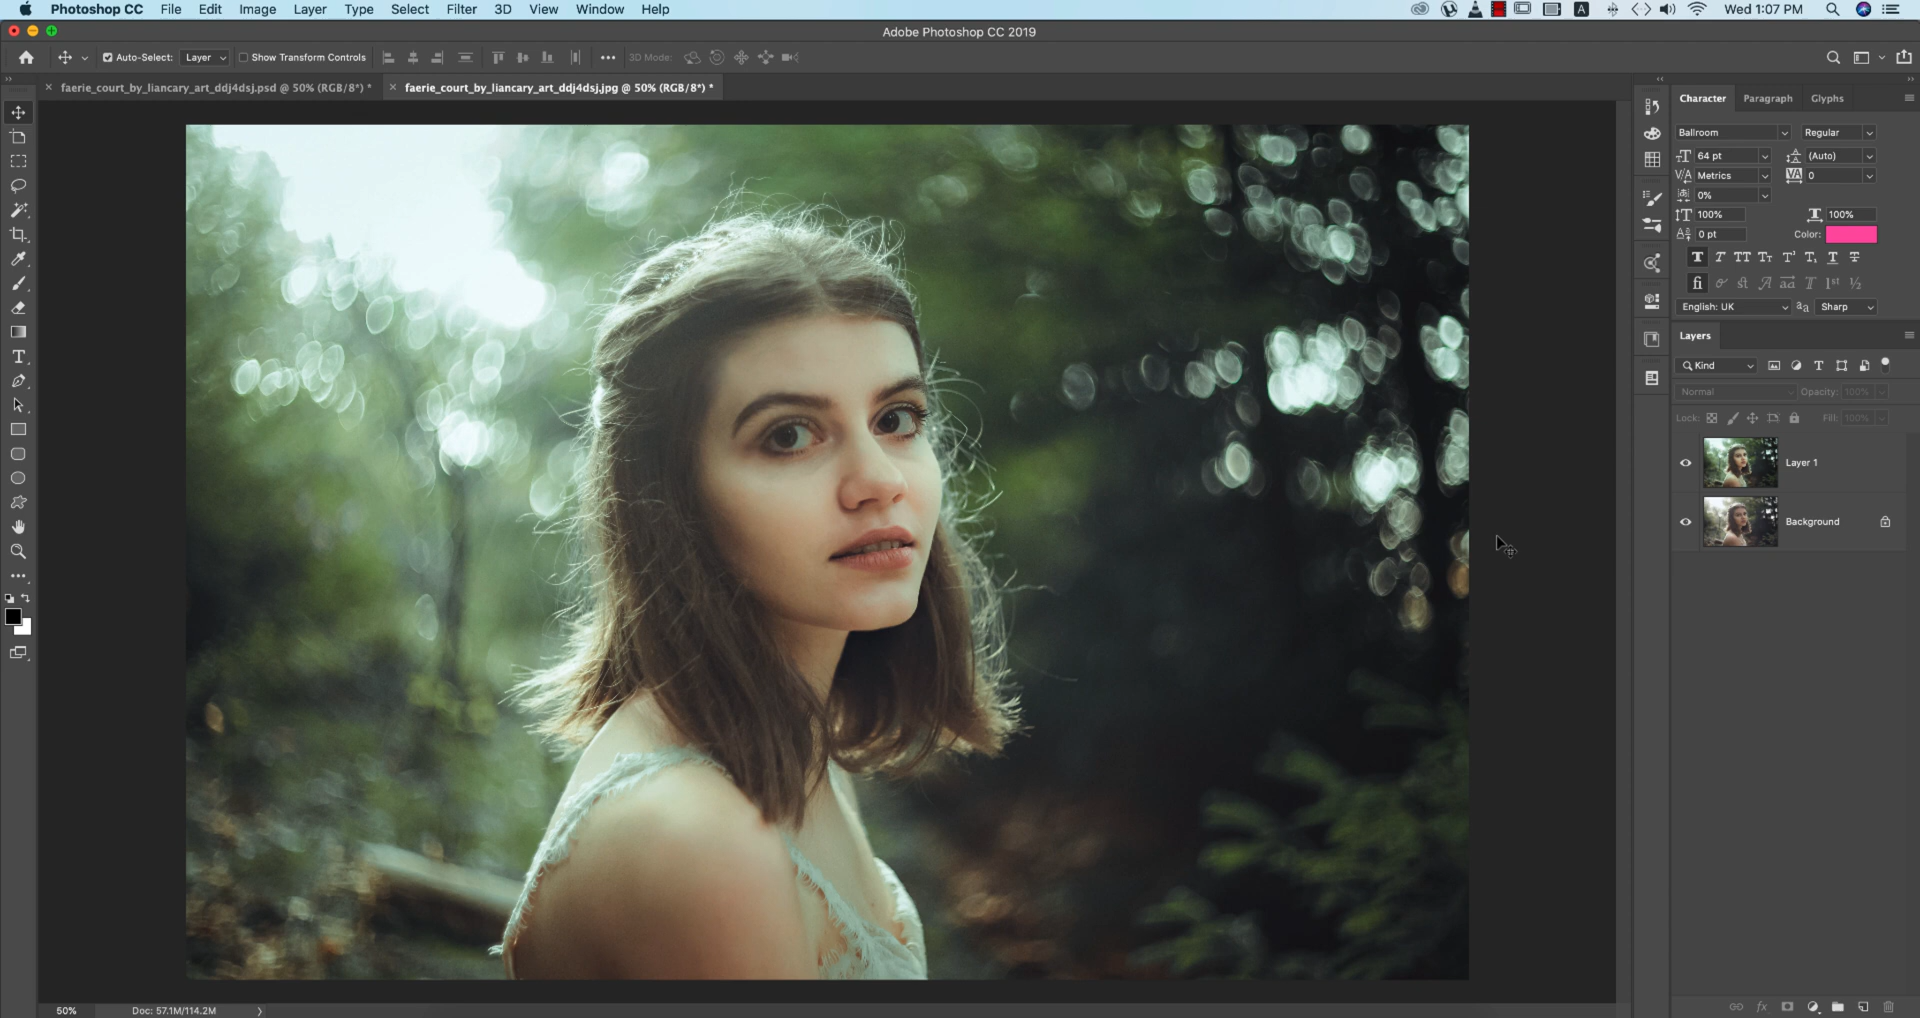 Photoshop CC File Edit Image Layer Type Select Filter 3D View Window Help A Wed 1:07 PM
Adobe Photoshop CC 2019
Auto-Select: Layer Show Transform Controls 3D Mode:
faerie_court_by_liancary_art_ddj4dsj.psd @ 50% (RGB/8*) *
faerie_court_by_liancary_art_ddj4dsj.jpg @ 50% (RGB/8*) *
Character Paragraph Glyphs
Ballroom Regular
64 pt (Auto)
Metrics 0
0%
100% 100%
0 pt Color:
English: UK Sharp
Layers
Kind
Normal Opacity: 100%
Lock: Fill: 100%
Layer 1
Background
50% Doc: 57.1M/114.2M